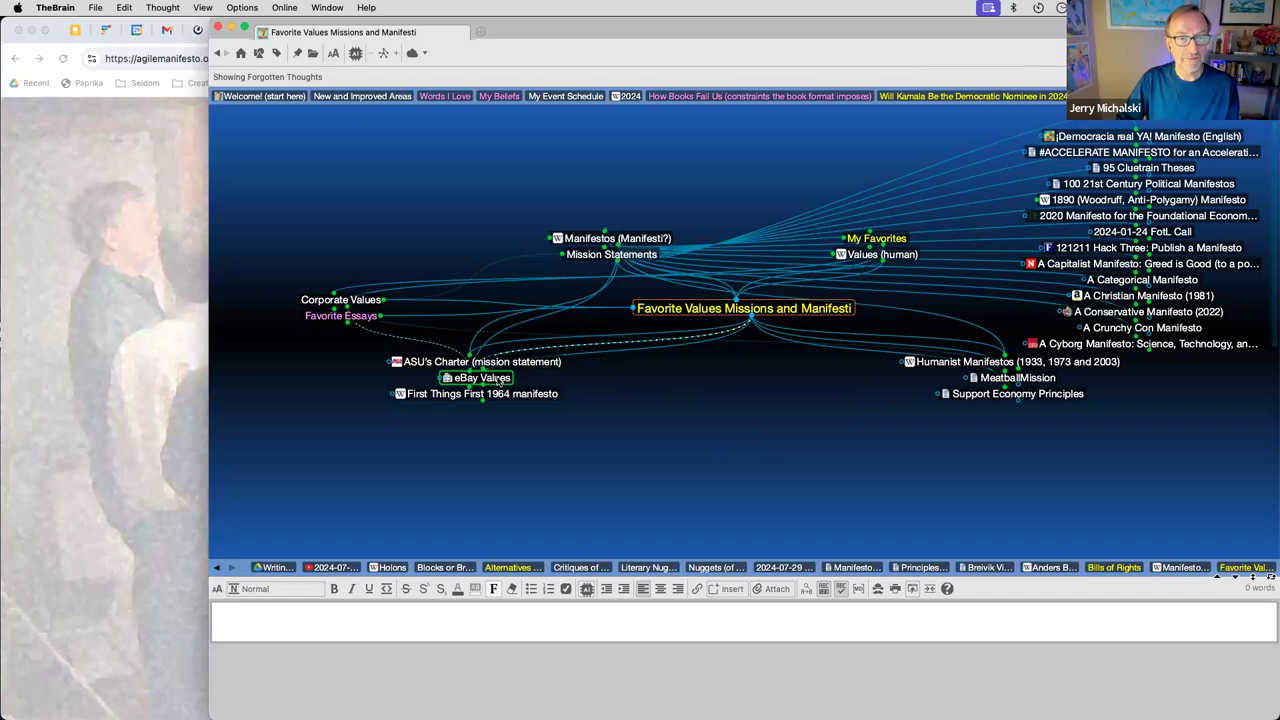 TheBrain File Edit Thought View Options Online Window Help
Favorite Values Missions and Manifesti
https://agilemanifesto.o
Recent Paprika Seldom Creat
Showing Forgotten Thoughts
Welcome! (start here) New and Improved Areas Words I Love My Beliefs My Event Schedule 2024 How Books Fail Us (constraints the book format imposes) Will Kamala Be the Democratic Nominee in 2024
Jerry Michalski
¡Democracia real YA! Manifesto (English)
#ACCELERATE MANIFESTO for an Accelerati...
95 Cluetrain Theses
100 21st Century Political Manifestos
1890 (Woodruff, Anti-Polygamy) Manifesto
2020 Manifesto for the Foundational Econom...
2024-01-24 FotL Call
121211 Hack Three: Publish a Manifesto
A Capitalist Manifesto: Greed is Good (to a po...
A Categorical Manifesto
A Christian Manifesto (1981)
A Conservative Manifesto (2022)
A Crunchy Con Manifesto
A Cyborg Manifesto: Science, Technology, an...
Manifestos (Manifesti?)
Mission Statements
My Favorites
Values (human)
Corporate Values
Favorite Essays
Favorite Values Missions and Manifesti
ASU's Charter (mission statement)
eBay Values
First Things First 1964 manifesto
Humanist Manifestos (1933, 1973 and 2003)
MeatballMission
Support Economy Principles
Writin... 2024-07-... Holons Blocks or Br... Alternatives ... Critiques of ... Literary Nug... Nuggets (of ... 2024-07-29 ... Manifesto... Principles... Breivik Vi... Anders B... Bills of Rights Manifesto... Favorite Val...
Normal B I U S Insert Attach
0 words